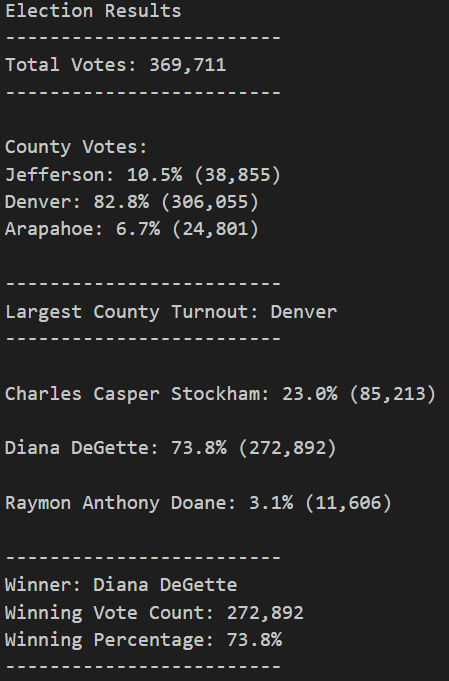 Election Results
-------------------------
Total Votes: 369,711
-------------------------
County Votes:
Jefferson: 10.5% (38,855)
Denver: 82.8% (306,055)
Arapahoe: 6.7% (24,801)
-------------------------
Largest County Turnout: Denver
-------------------------
Charles Casper Stockham: 23.0% (85,213)
Diana DeGette: 73.8% (272,892)
Raymon Anthony Doane: 3.1% (11,606)
-------------------------
Winner: Diana DeGette
Winning Vote Count: 272,892
Winning Percentage: 73.8%
-------------------------